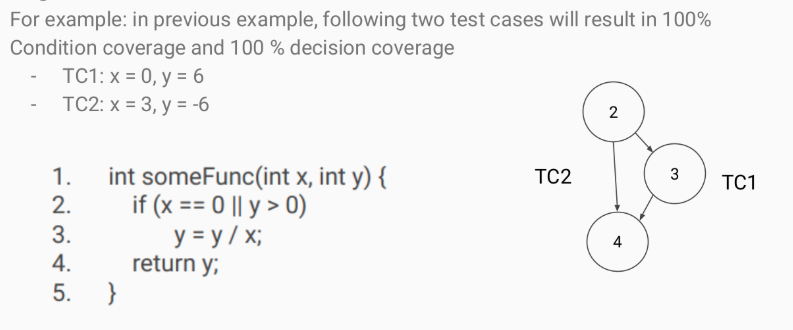 For example: in previous example, following two test cases will result in 100%
Condition coverage and 100 % decision coverage
- TC1: x = 0, y = 6
- TC2: x = 3, y = -6
1. int someFunc(int x, int y) {
2. if (x == 0 || y > 0)
3. y = y / x;
4. return y;
5. }
2
TC2
3
TC1
4